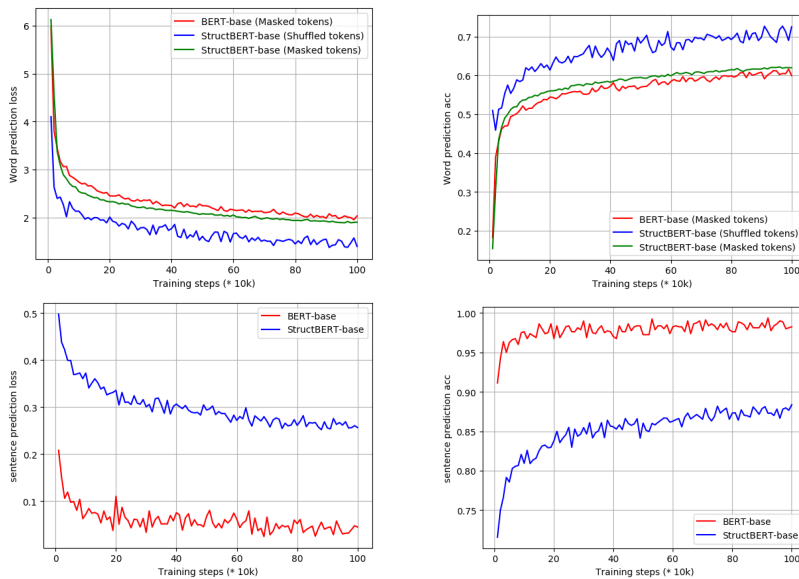 BERT-base (Masked tokens)
StructBERT-base (Shuffled tokens)
StructBERT-base (Masked tokens)
Word prediction loss
6
5
4
3
2
1
0
20
40
60
80
100
Training steps (* 10k)
Word prediction acc
0.7
0.6
0.5
0.4
0.3
0.2
BERT-base (Masked tokens)
StructBERT-base (Shuffled tokens)
StructBERT-base (Masked tokens)
0
20
40
60
80
100
Training steps (* 10k)
BERT-base
StructBERT-base
sentence prediction loss
0.5
0.4
0.3
0.2
0.1
0
20
40
60
80
100
Training steps (* 10k)
sentence prediction acc
1.00
0.95
0.90
0.85
0.80
0.75
BERT-base
StructBERT-base
0
20
40
60
80
100
Training steps (* 10k)